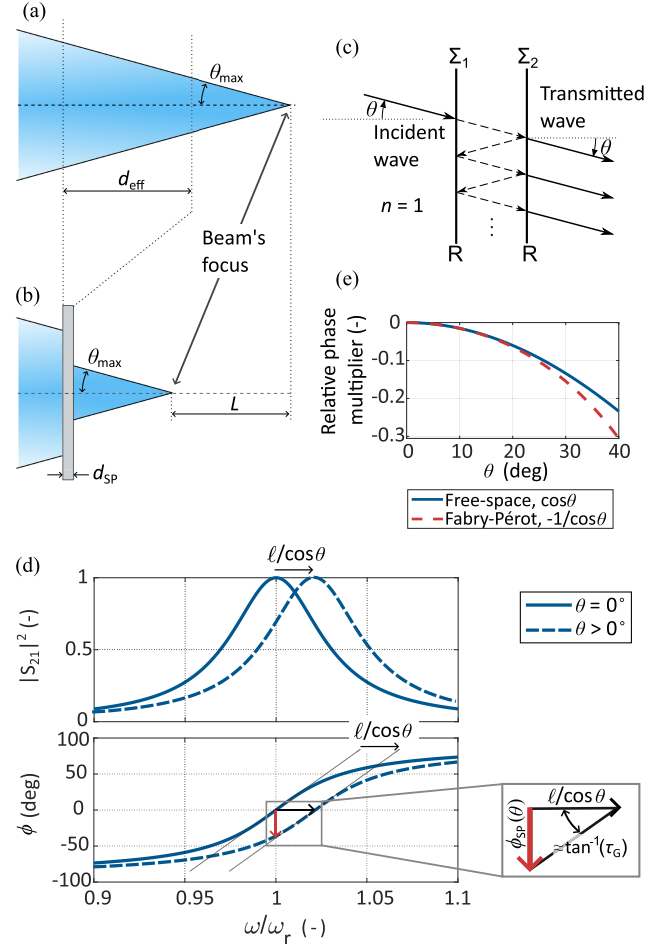 (a)
θmax
deff
Beam's
focus
(b)
θmax
L
dSP
(c)
Σ1
Σ2
θ
Incident
wave
Transmitted
wave
θ
n = 1
⋮
R
R
(e)
Relative phase
multiplier (-)
0
-0.1
-0.2
-0.3
0
10
20
30
40
θ (deg)
Free-space, cosθ
Fabry-Pérot, -1/cosθ
(d)
ℓ/cosθ
|S21|² (-)
1
0.5
0
θ = 0°
θ > 0°
ℓ/cosθ
ϕ (deg)
100
50
0
-50
-100
0.9
0.95
1
1.05
1.1
ω/ωr (-)
ℓ/cosθ
ϕSP(θ)
≈tan⁻¹(τG)